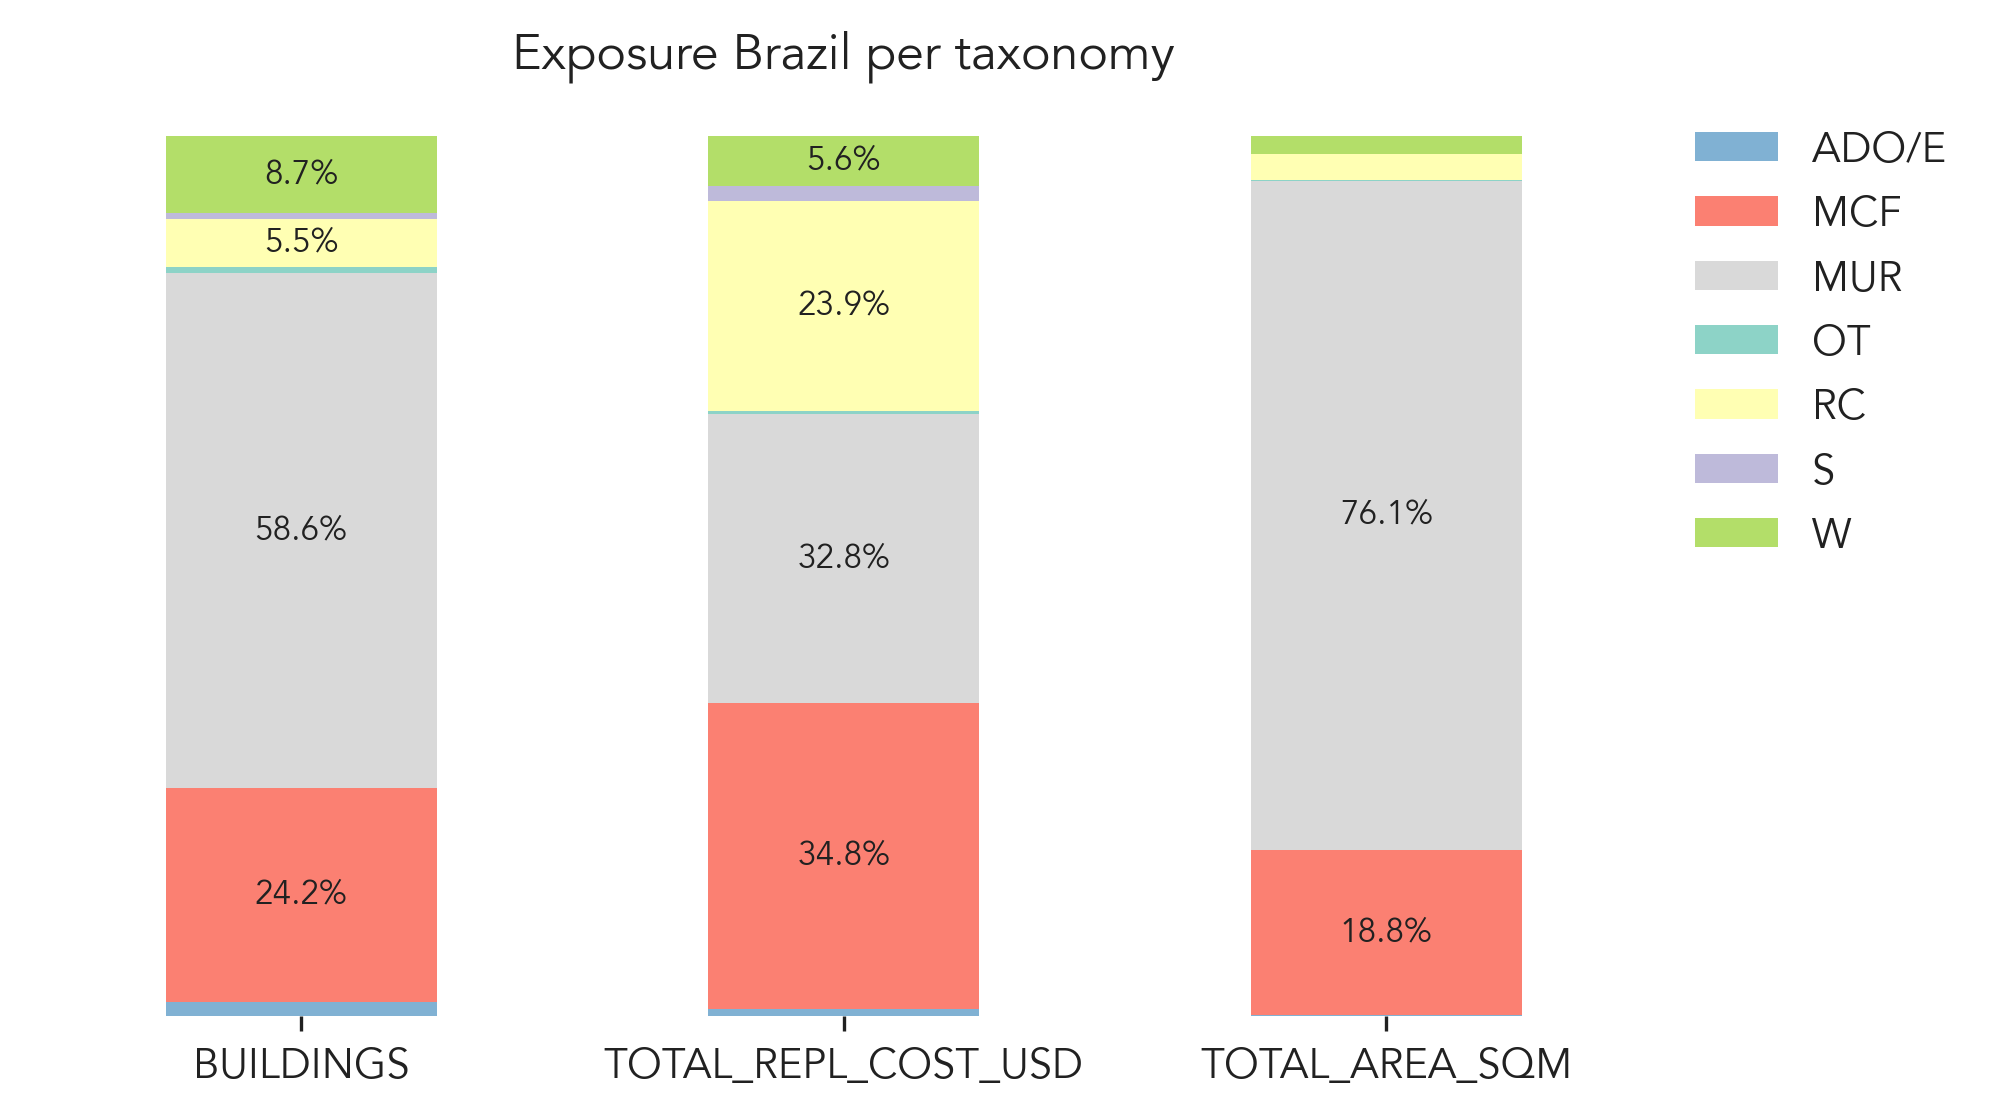 Exposure Brazil per taxonomy
8.7%
5.5%
58.6%
24.2%
BUILDINGS
5.6%
23.9%
32.8%
34.8%
TOTAL_REPL_COST_USD
76.1%
18.8%
TOTAL_AREA_SQM
ADO/E
MCF
MUR
OT
RC
S
W